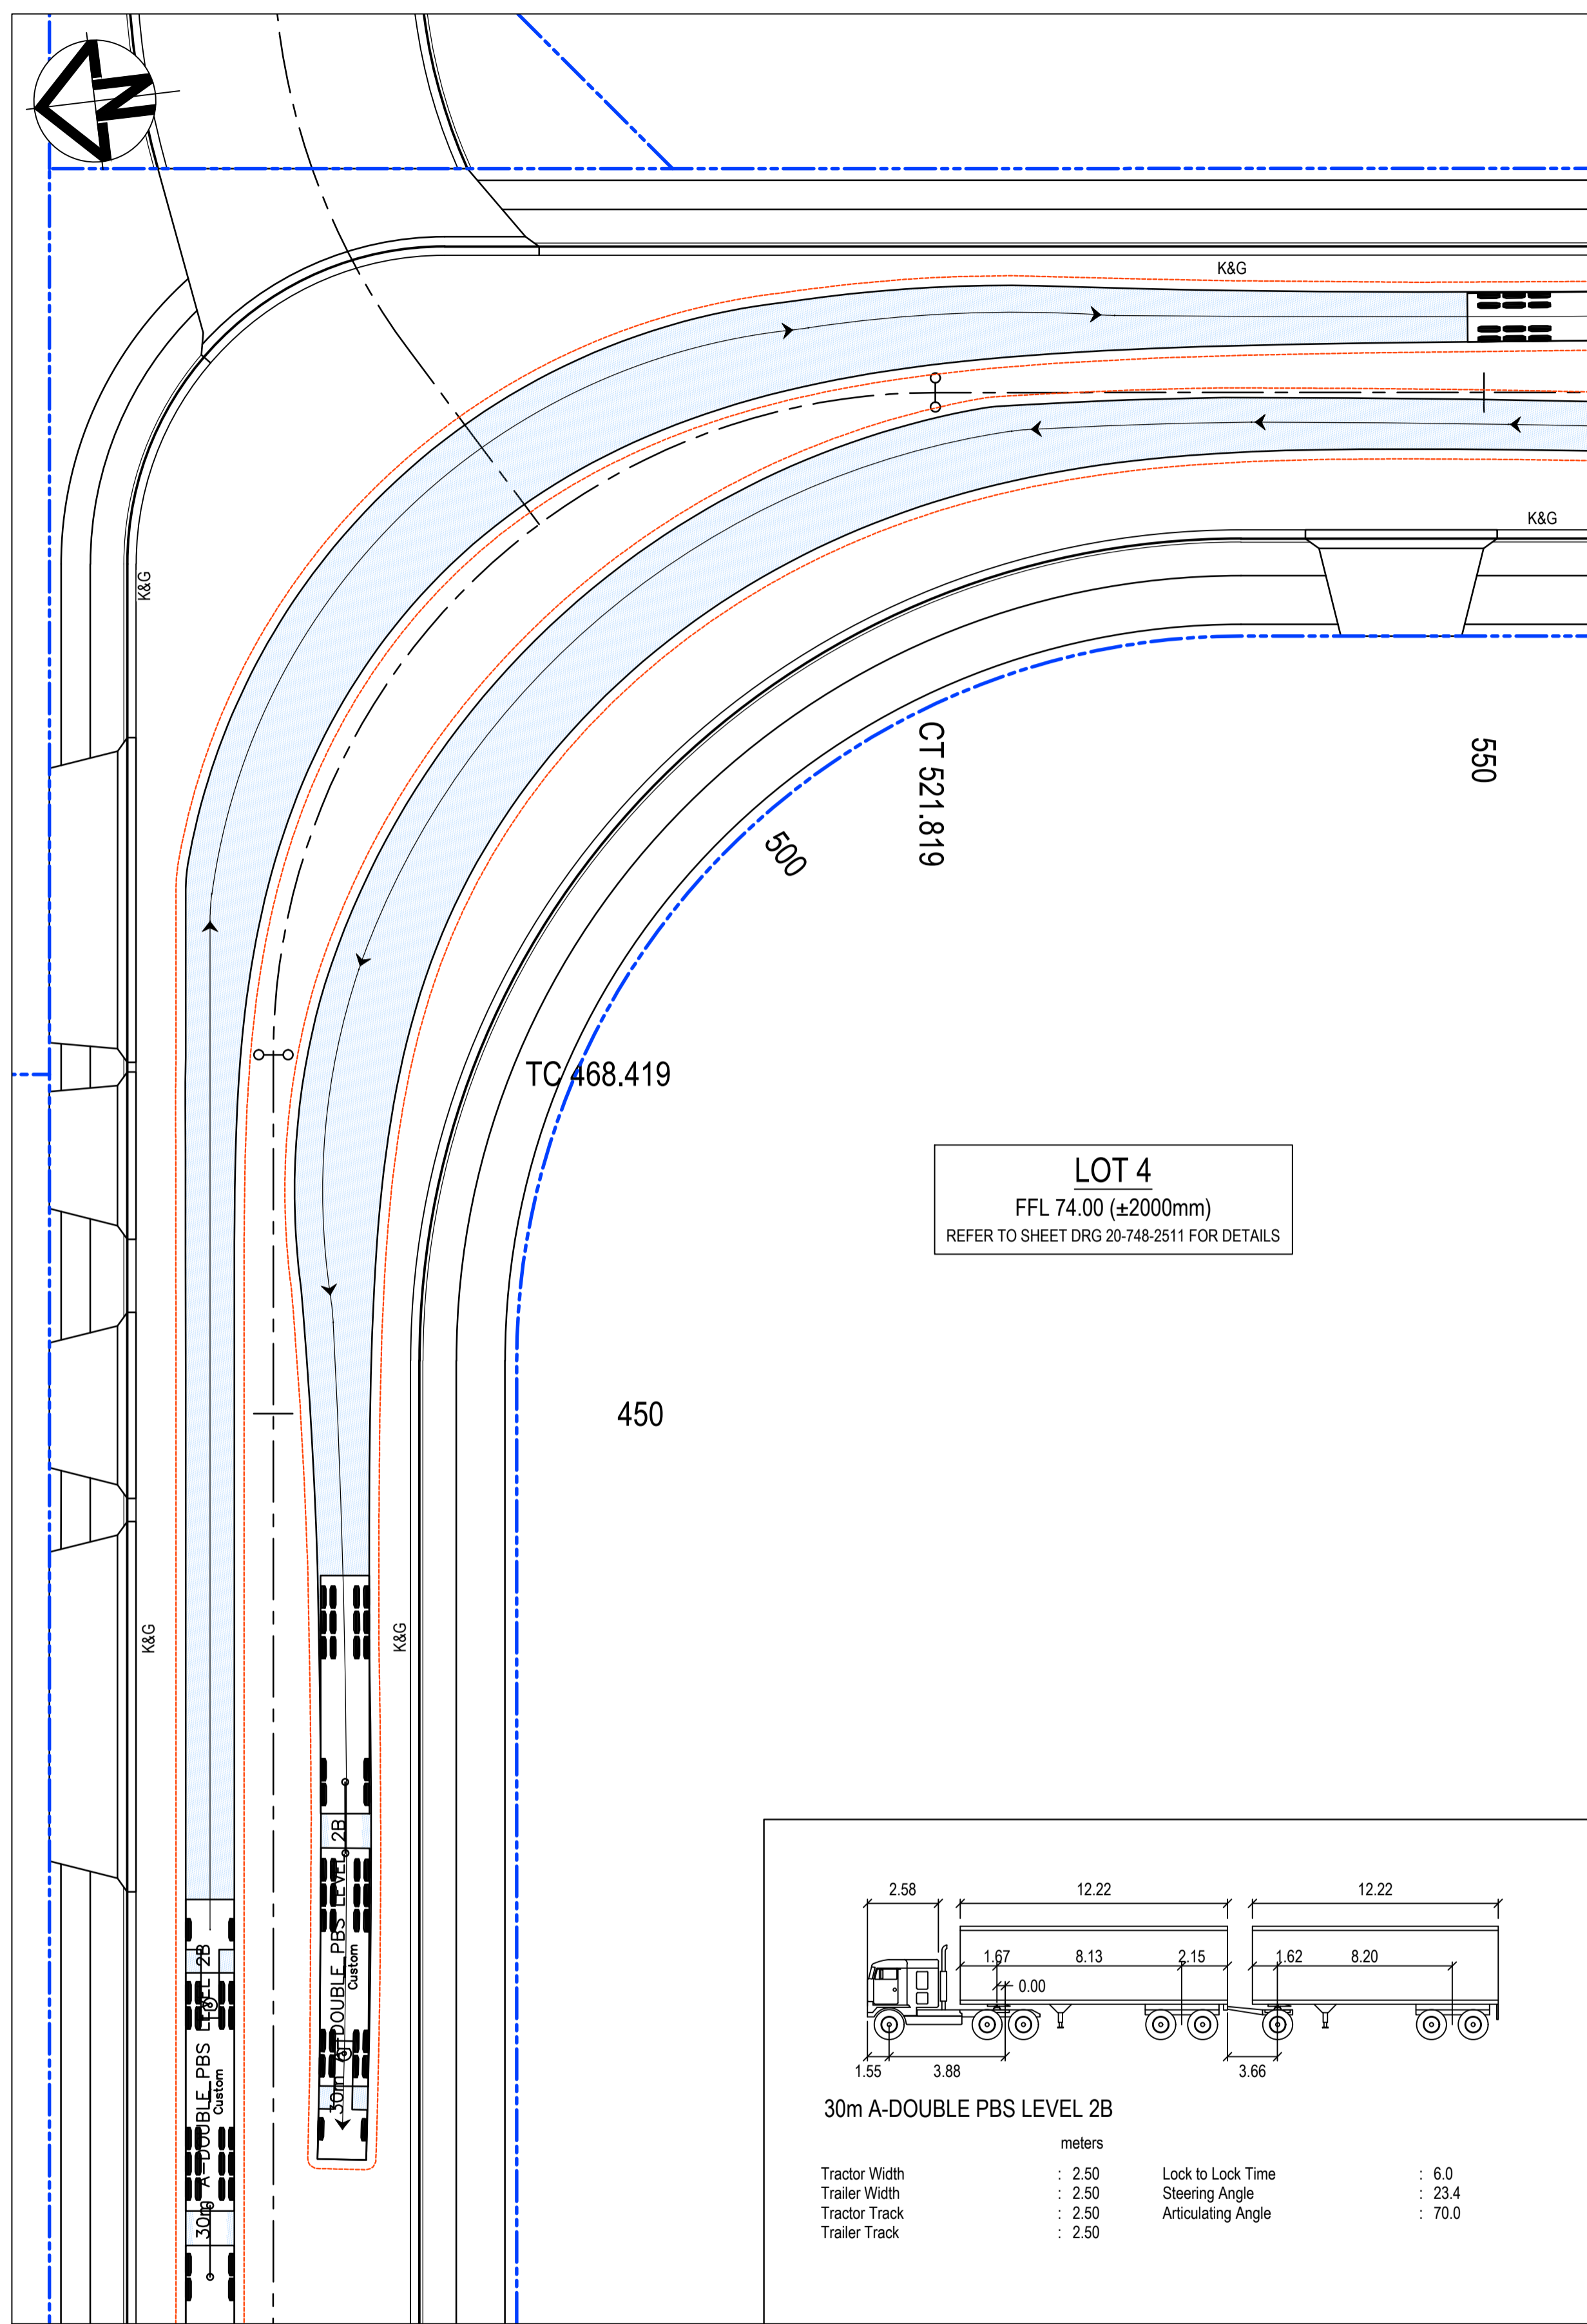 N
K&G
K&G
K&G
CT 521.819
550
500
TC 468.419
LOT 4
FFL 74.00 (±2000mm)
REFER TO SHEET DRG 20-748-2511 FOR DETAILS
450
K&G
K&G
30m A-DOUBLE PBS LEVEL 2B
Custom
30m A-DOUBLE PBS LEVEL 2B
Custom
2.58
12.22
12.22
1.67
8.13
2.15
1.62
8.20
0.00
1.55
3.88
3.66
30m A-DOUBLE PBS LEVEL 2B
meters
Tractor Width : 2.50 Lock to Lock Time : 6.0
Trailer Width : 2.50 Steering Angle : 23.4
Tractor Track : 2.50 Articulating Angle : 70.0
Trailer Track : 2.50